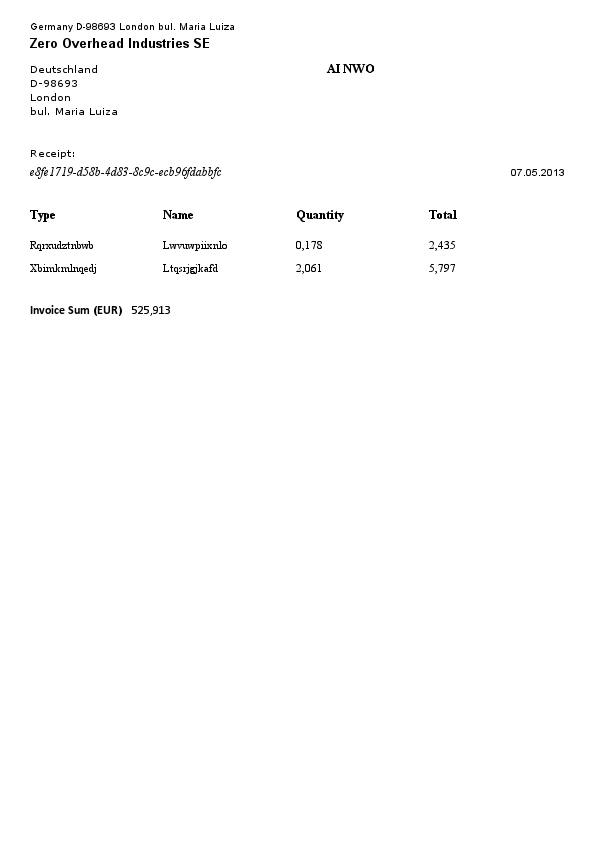 Germany D-98693 London bul. Maria Luiza
Zero Overhead Industries SE
Deutschland
AI NWO
D-98693
London
bul. Maria Luiza
Receipt:
e8fe1719-d58b-4d83-8c9c-ecb96fdabbfc 07.05.2013
Type Name Quantity Total
Rqrxudztnbwb Lwvuwpiixnlo 0,178 2,435
Xbimkmlnqedj Ltqsrjgjkafd 2,061 5,797
Invoice Sum (EUR) 525,913